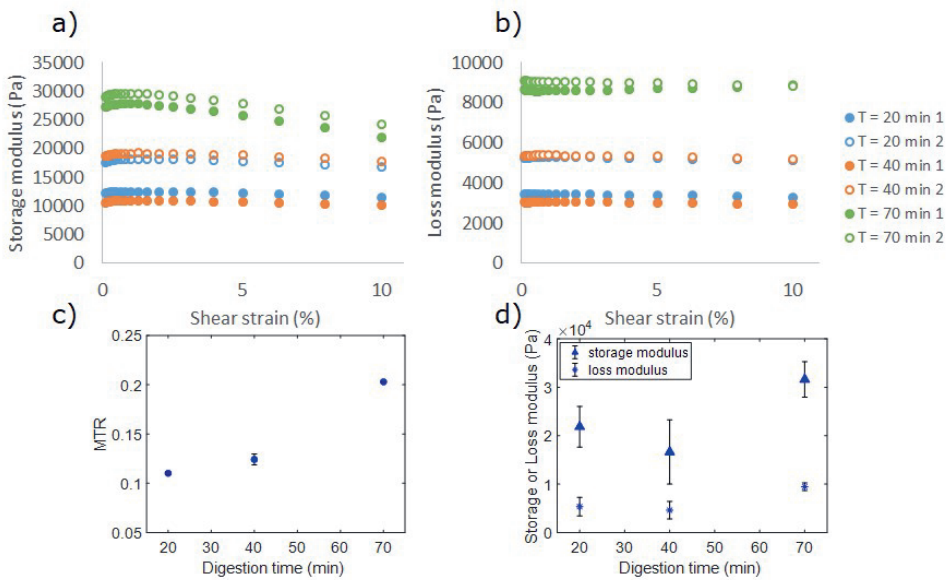 a)
Storage modulus (Pa)
35000
30000
25000
20000
15000
10000
5000
0
0
5
10
Shear strain (%)
b)
Loss modulus (Pa)
10000
8000
6000
4000
2000
0
0
5
10
Shear strain (%)
T = 20 min 1
T = 20 min 2
T = 40 min 1
T = 40 min 2
T = 70 min 1
T = 70 min 2
c)
MTR
0.25
0.2
0.15
0.1
0.05
20
30
40
50
60
70
Digestion time (min)
d)
Storage or Loss modulus (Pa)
×10⁴
4
3
2
1
0
storage modulus
loss modulus
20
30
40
50
60
70
Digestion time (min)